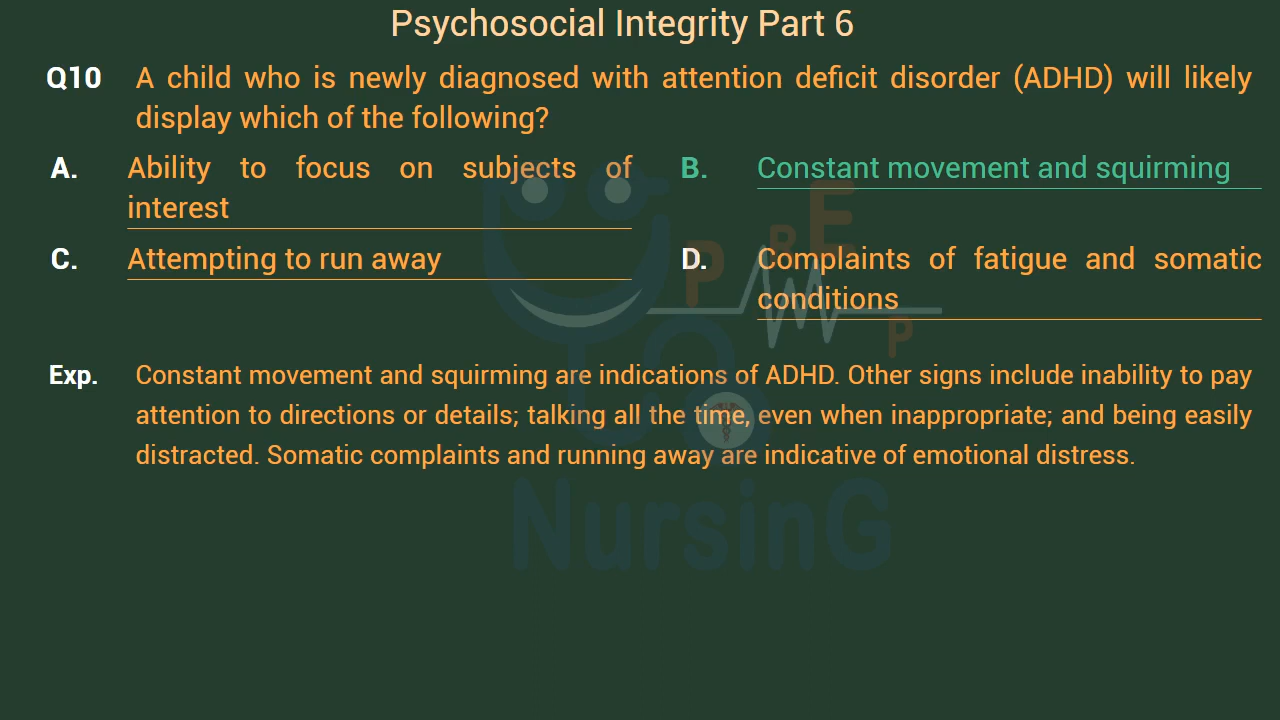 Psychosocial Integrity Part 6
Q10 A child who is newly diagnosed with attention deficit disorder (ADHD) will likely
display which of the following?
A. Ability to focus on subjects of
interest
B. Constant movement and squirming
C. Attempting to run away
D. Complaints of fatigue and somatic
conditions
Exp. Constant movement and squirming are indications of ADHD. Other signs include inability to pay
attention to directions or details; talking all the time, even when inappropriate; and being easily
distracted. Somatic complaints and running away are indicative of emotional distress.
PREP
NursinG